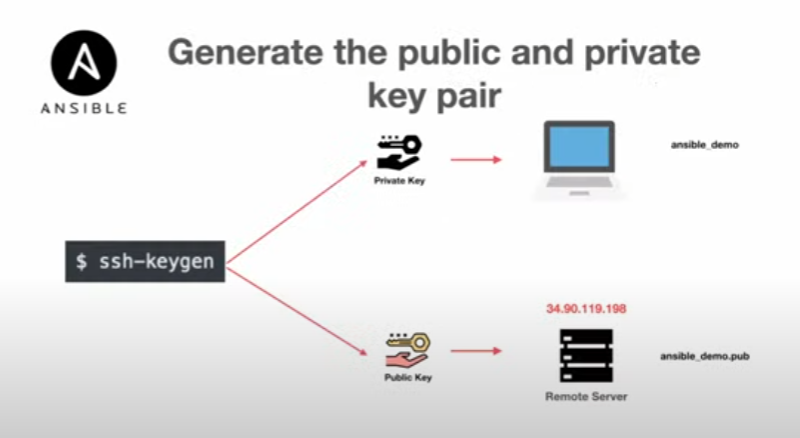 ANSIBLE
Generate the public and private
key pair
Private Key
ansible_demo
$ ssh-keygen
34.90.119.198
Public Key
ansible_demo.pub
Remote Server